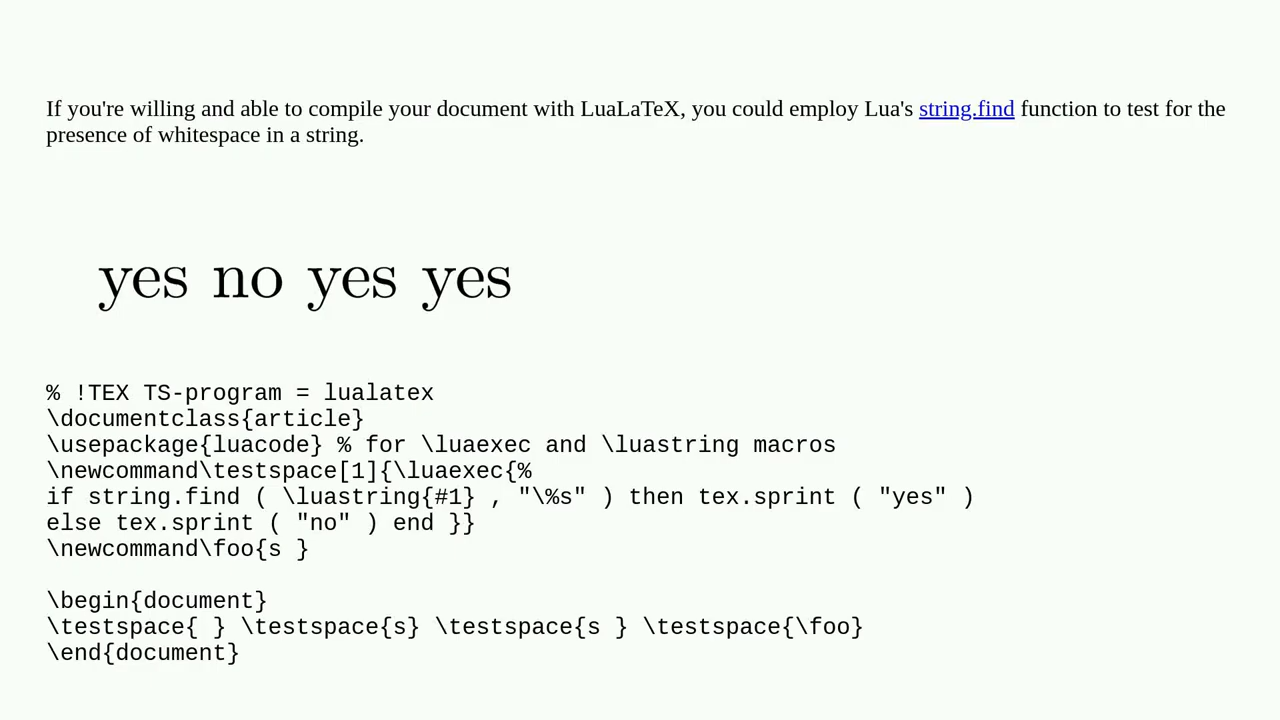 If you're willing and able to compile your document with LuaLaTeX, you could employ Lua's string.find function to test for the
presence of whitespace in a string.
yes no yes yes
% !TEX TS-program = lualatex
\documentclass{article}
\usepackage{luacode} % for \luaexec and \luastring macros
\newcommand\testspace[1]{\luaexec{%
if string.find ( \luastring{#1} , "\%s" ) then tex.sprint ( "yes" )
else tex.sprint ( "no" ) end }}
\newcommand\foo{s }
\begin{document}
\testspace{ } \testspace{s} \testspace{s } \testspace{\foo}
\end{document}